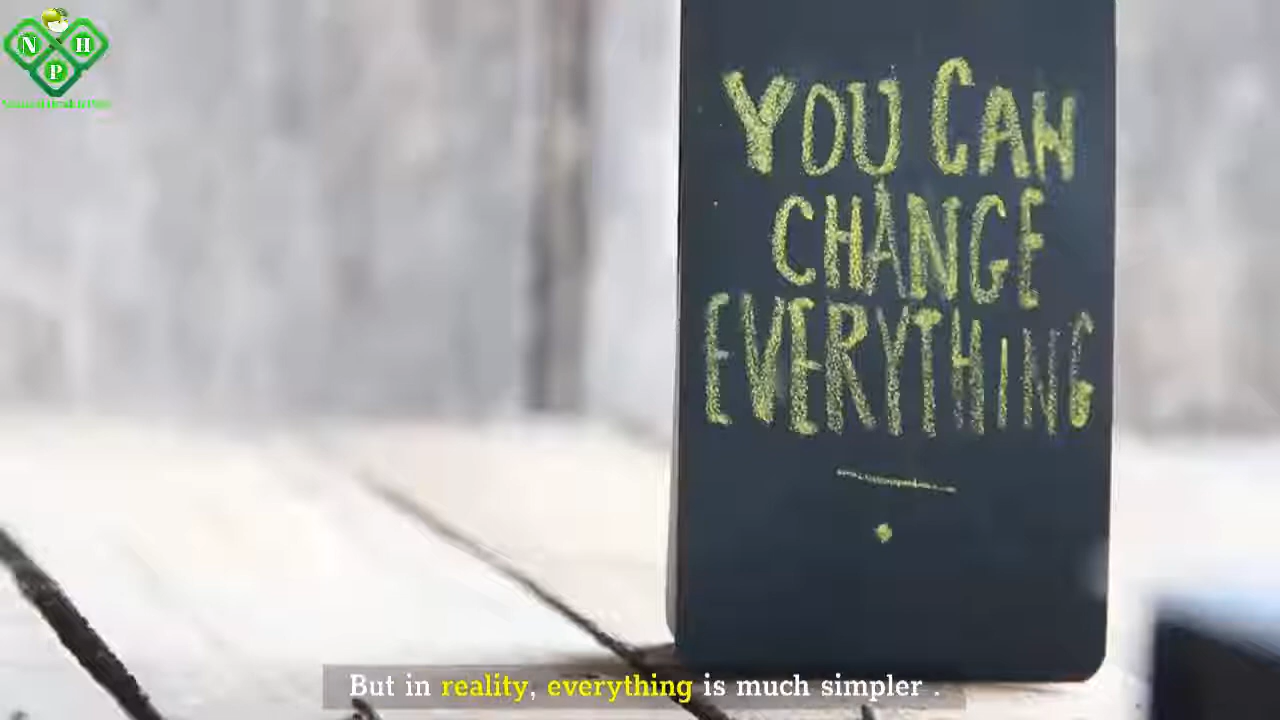 N H
P
YOU CAN
CHANGE
EVERYTHING
But in reality, everything is much simpler .